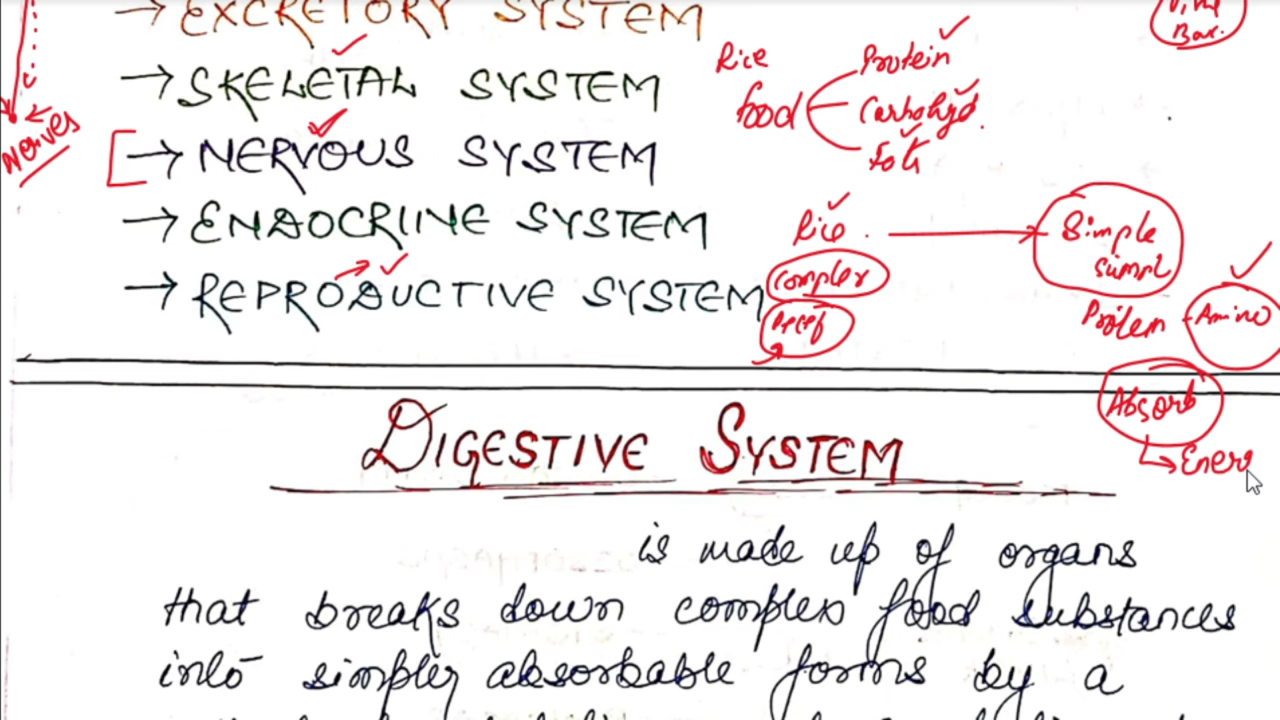 → EXCRETORY SYSTEM
→ SKELETAL SYSTEM
→ NERVOUS SYSTEM
→ ENDOCRINE SYSTEM
→ REPRODUCTIVE SYSTEM
Nerves
Rice
food
Protein
Carbohyd.
Fats
Rice
complex
Simple
simpl
Protein - Amino
Absorb
→ Energ
DIGESTIVE SYSTEM
is made up of organs
that breaks down complex food substances
into simpler absorbable forms by a